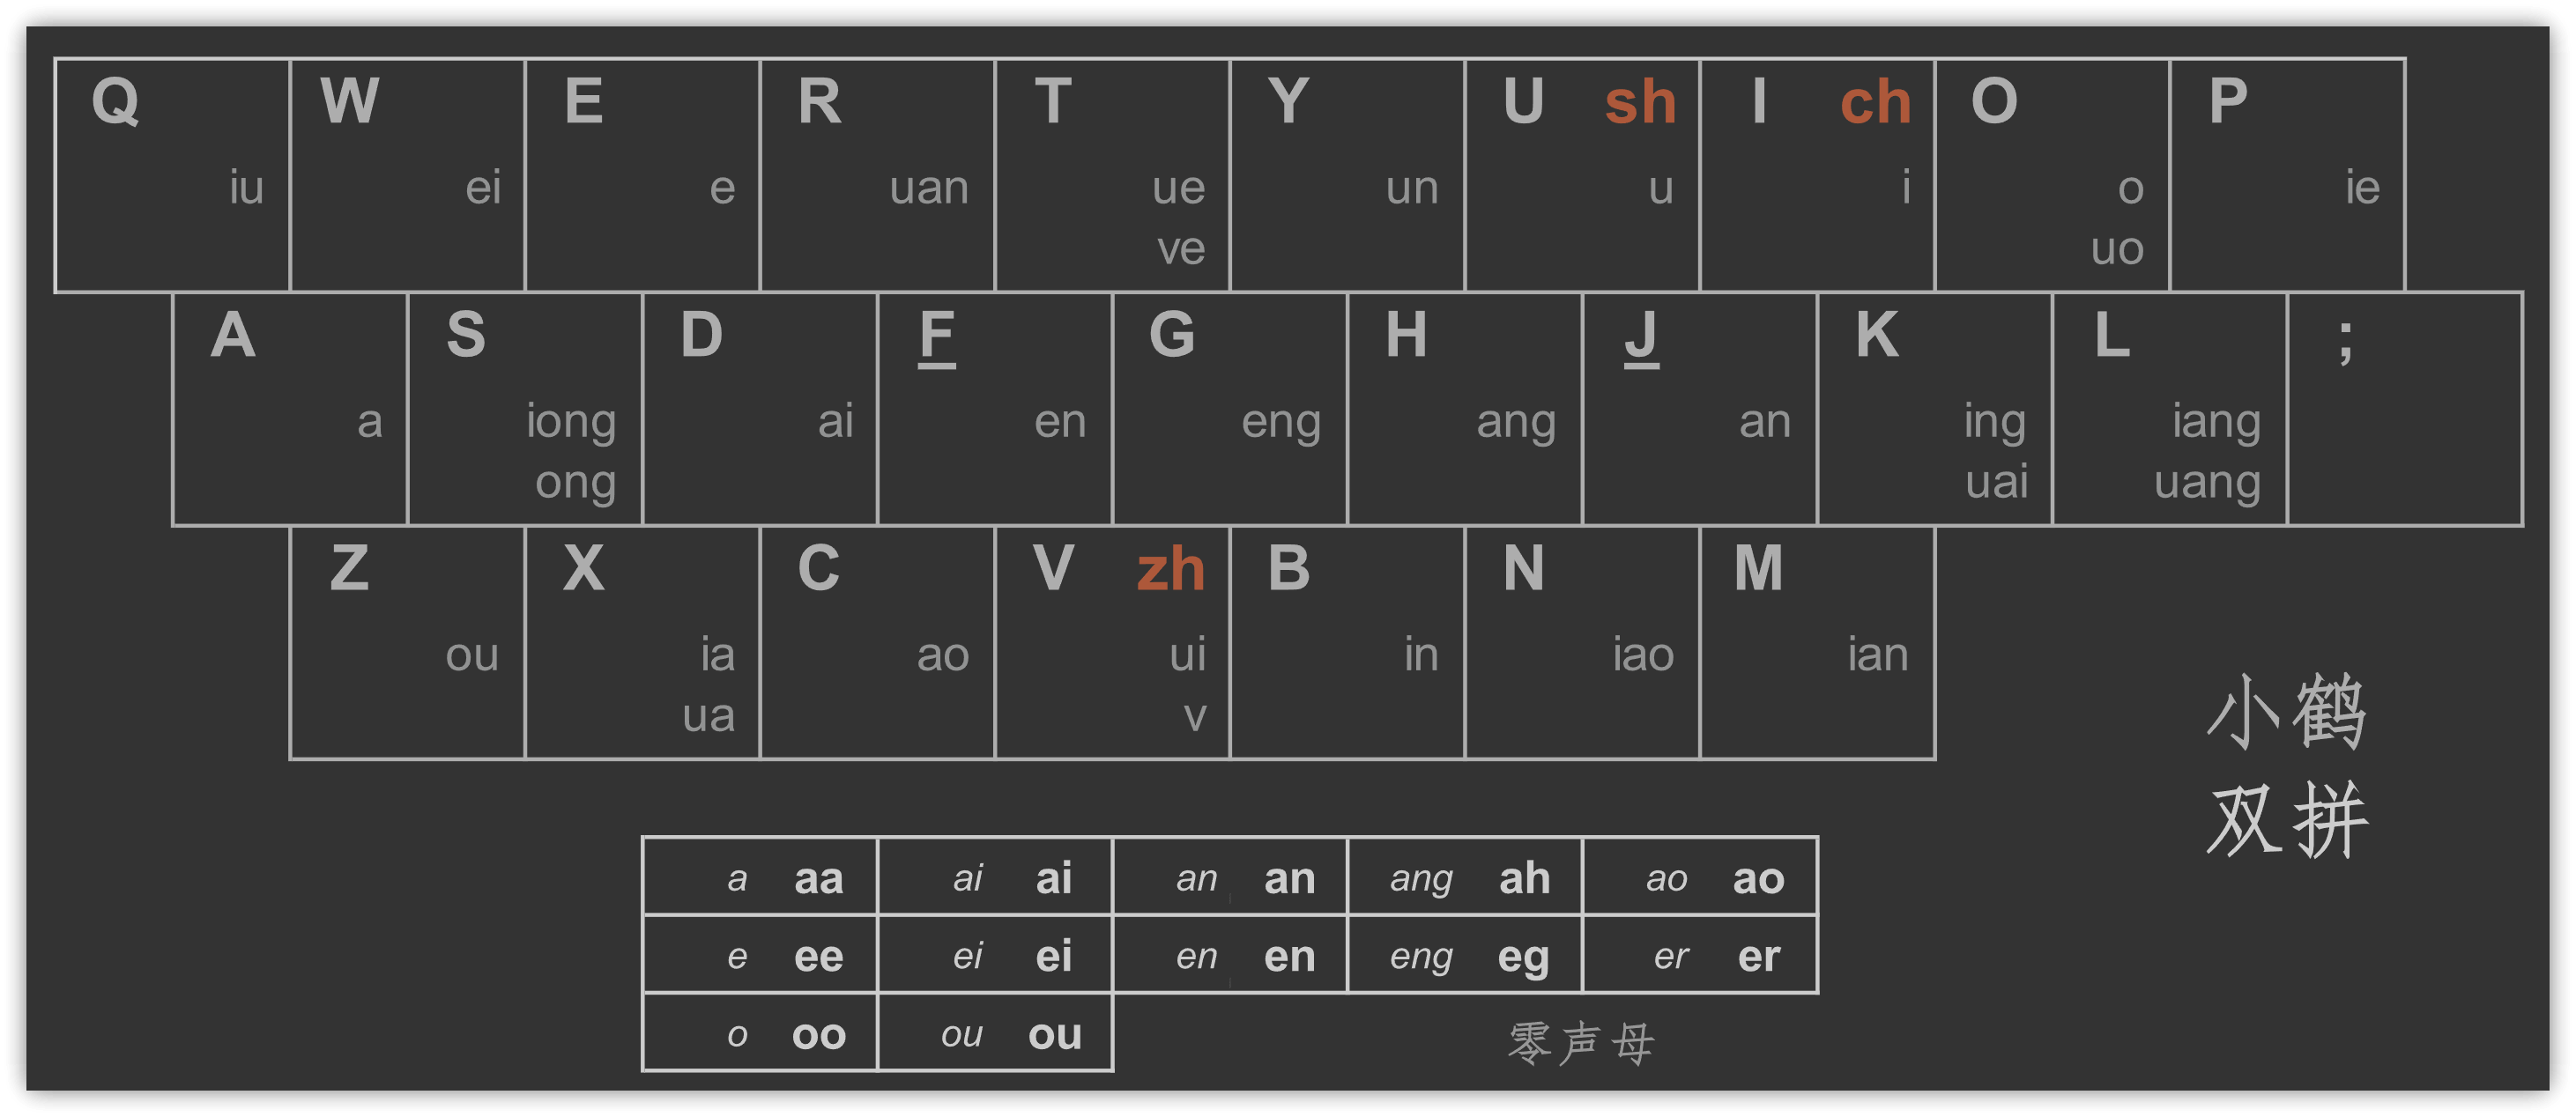 Q W E R T Y U sh I ch O P
iu ei e uan ue un u i o ie
ve uo
A S D F G H J K L ;
a iong ai en eng ang an ing iang
ong uai uang
Z X C V zh B N M
ou ia ao ui in iao ian
ua v
小鹤
双拼
a aa ai ai an an ang ah ao ao
e ee ei ei en en eng eg er er
o oo ou ou
零声母